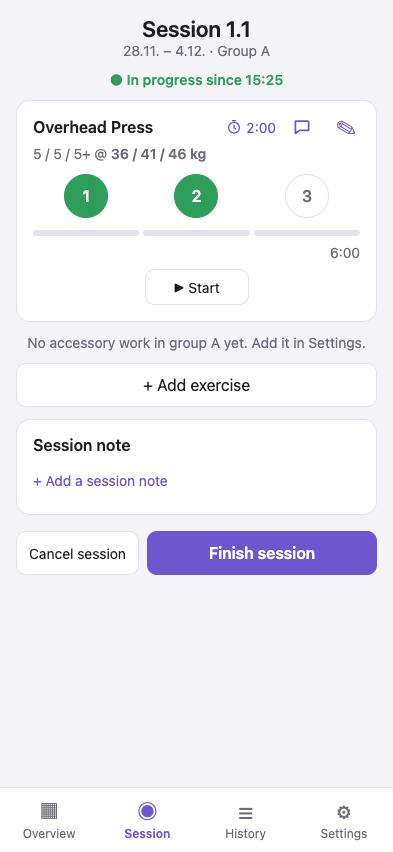 Session 1.1
28.11. – 4.12. · Group A
In progress since 15:25
Overhead Press 2:00
5 / 5 / 5+ @ 36 / 41 / 46 kg
1 2 3
6:00
Start
No accessory work in group A yet. Add it in Settings.
+ Add exercise
Session note
+ Add a session note
Cancel session Finish session
Overview Session History Settings